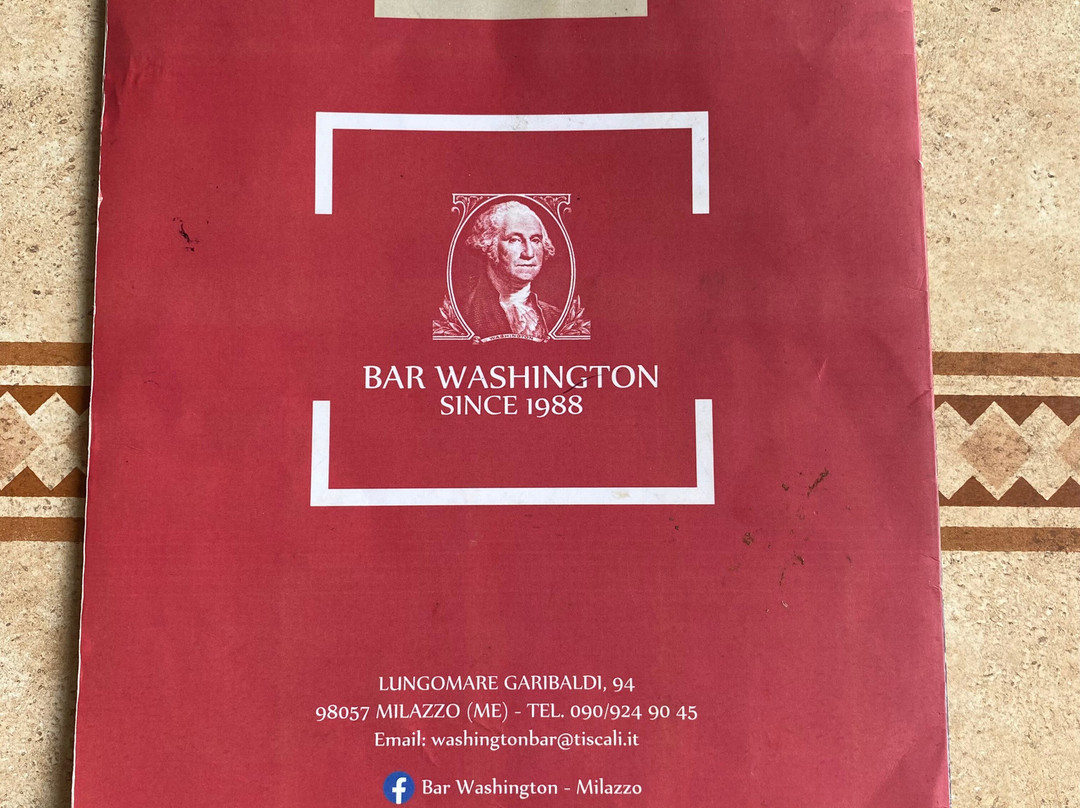 WASHINGTON
BAR WASHINGTON
SINCE 1988
LUNGOMARE GARIBALDI, 94
98057 MILAZZO (ME) - TEL. 090/924 90 45
Email: washingtonbar@tiscali.it
f Bar Washington - Milazzo